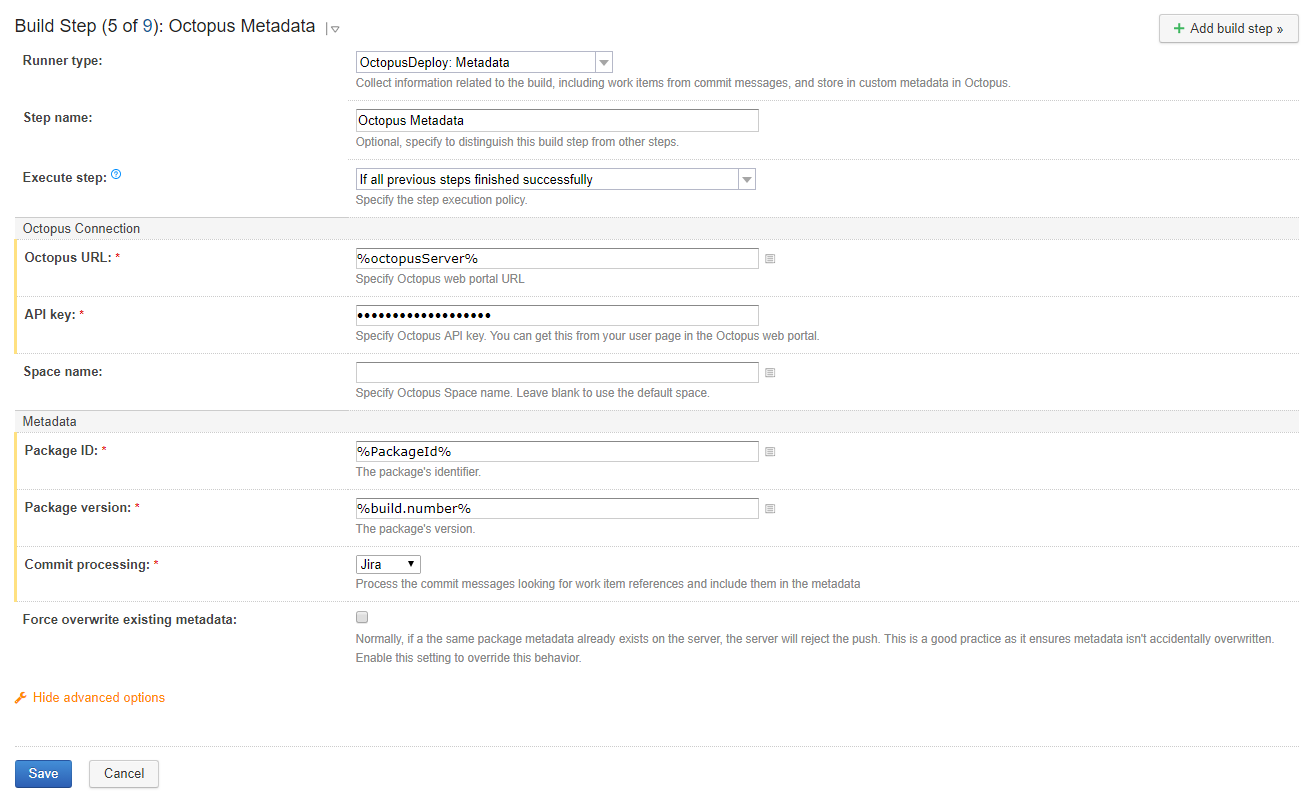 Build Step (5 of 9): Octopus Metadata
+ Add build step »
Runner type:
OctopusDeploy: Metadata
Collect information related to the build, including work items from commit messages, and store in custom metadata in Octopus.
Step name:
Octopus Metadata
Optional, specify to distinguish this build step from other steps.
Execute step: ?
If all previous steps finished successfully
Specify the step execution policy.
Octopus Connection
Octopus URL: *
%octopusServer%
Specify Octopus web portal URL
API key: *
•••••••••••••••••••
Specify Octopus API key. You can get this from your user page in the Octopus web portal.
Space name:
Specify Octopus Space name. Leave blank to use the default space.
Metadata
Package ID: *
%PackageId%
The package's identifier.
Package version: *
%build.number%
The package's version.
Commit processing: *
Jira
Process the commit messages looking for work item references and include them in the metadata
Force overwrite existing metadata:
Normally, if a the same package metadata already exists on the server, the server will reject the push. This is a good practice as it ensures metadata isn't accidentally overwritten.
Enable this setting to override this behavior.
Hide advanced options
Save
Cancel